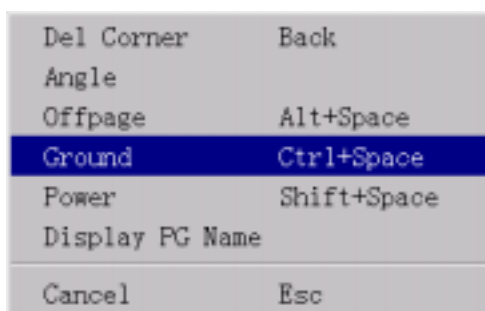 Del Corner Back
Angle
Offpage Alt+Space
Ground Ctrl+Space
Power Shift+Space
Display PG Name
Cancel Esc